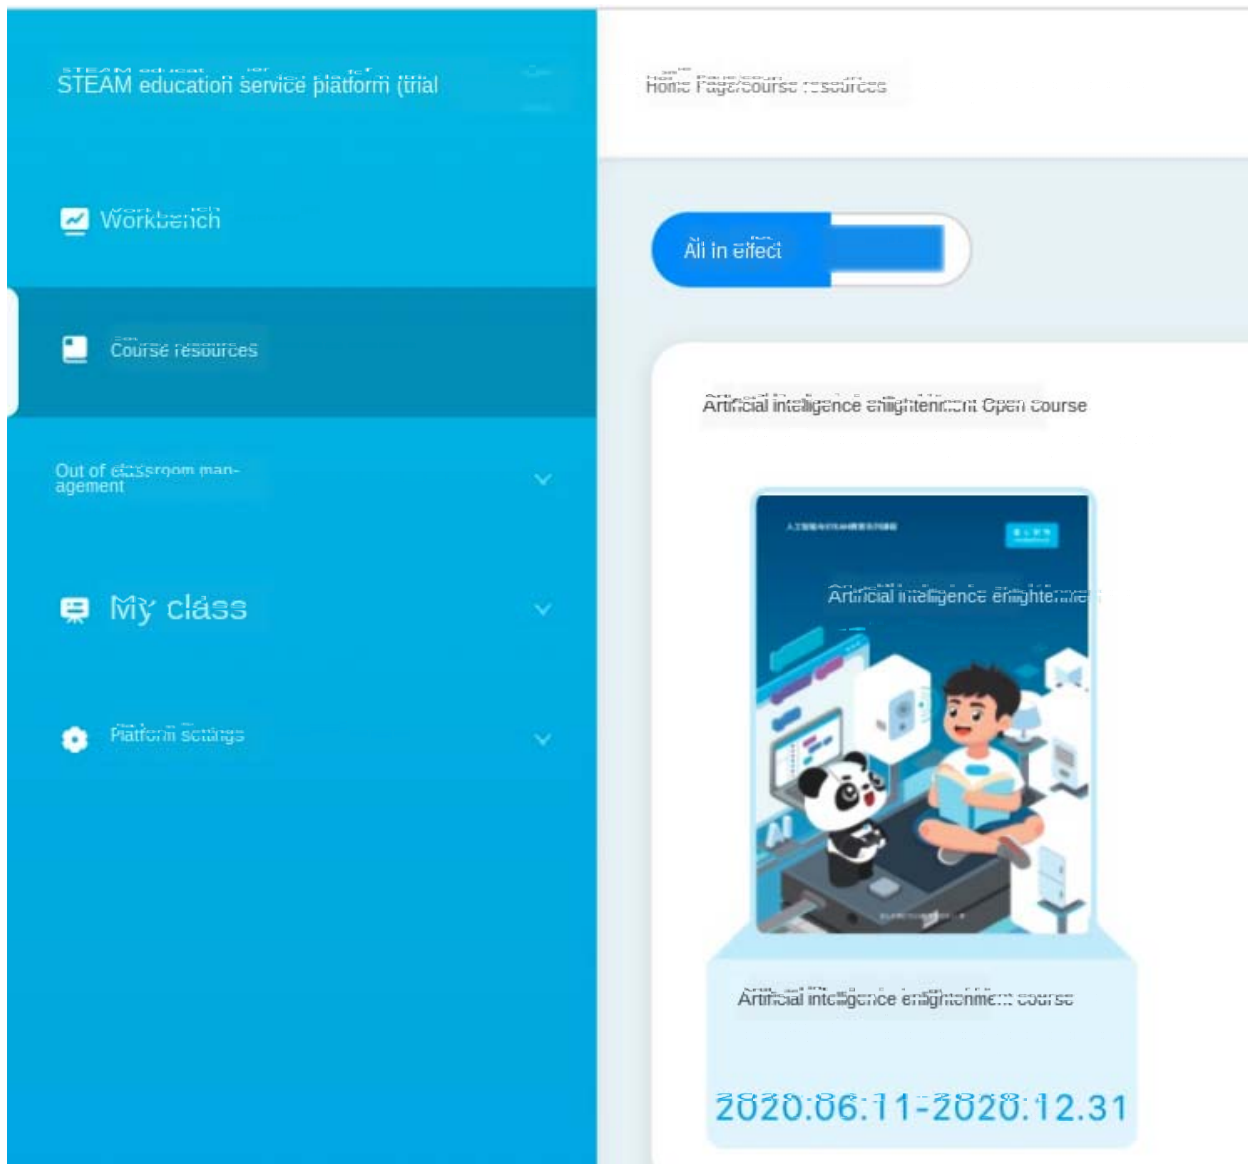 STEAM education service platform (trial
Home Page/course resources
Workbench
All in effect
Course resources
Artificial intelligence enlightenment Open course
Out of classroom man-
agement
My class
Platform settings
Artificial intelligence enlightenment
AI
Artificial intelligence enlightenment course
2020.06.11-2020.12.31